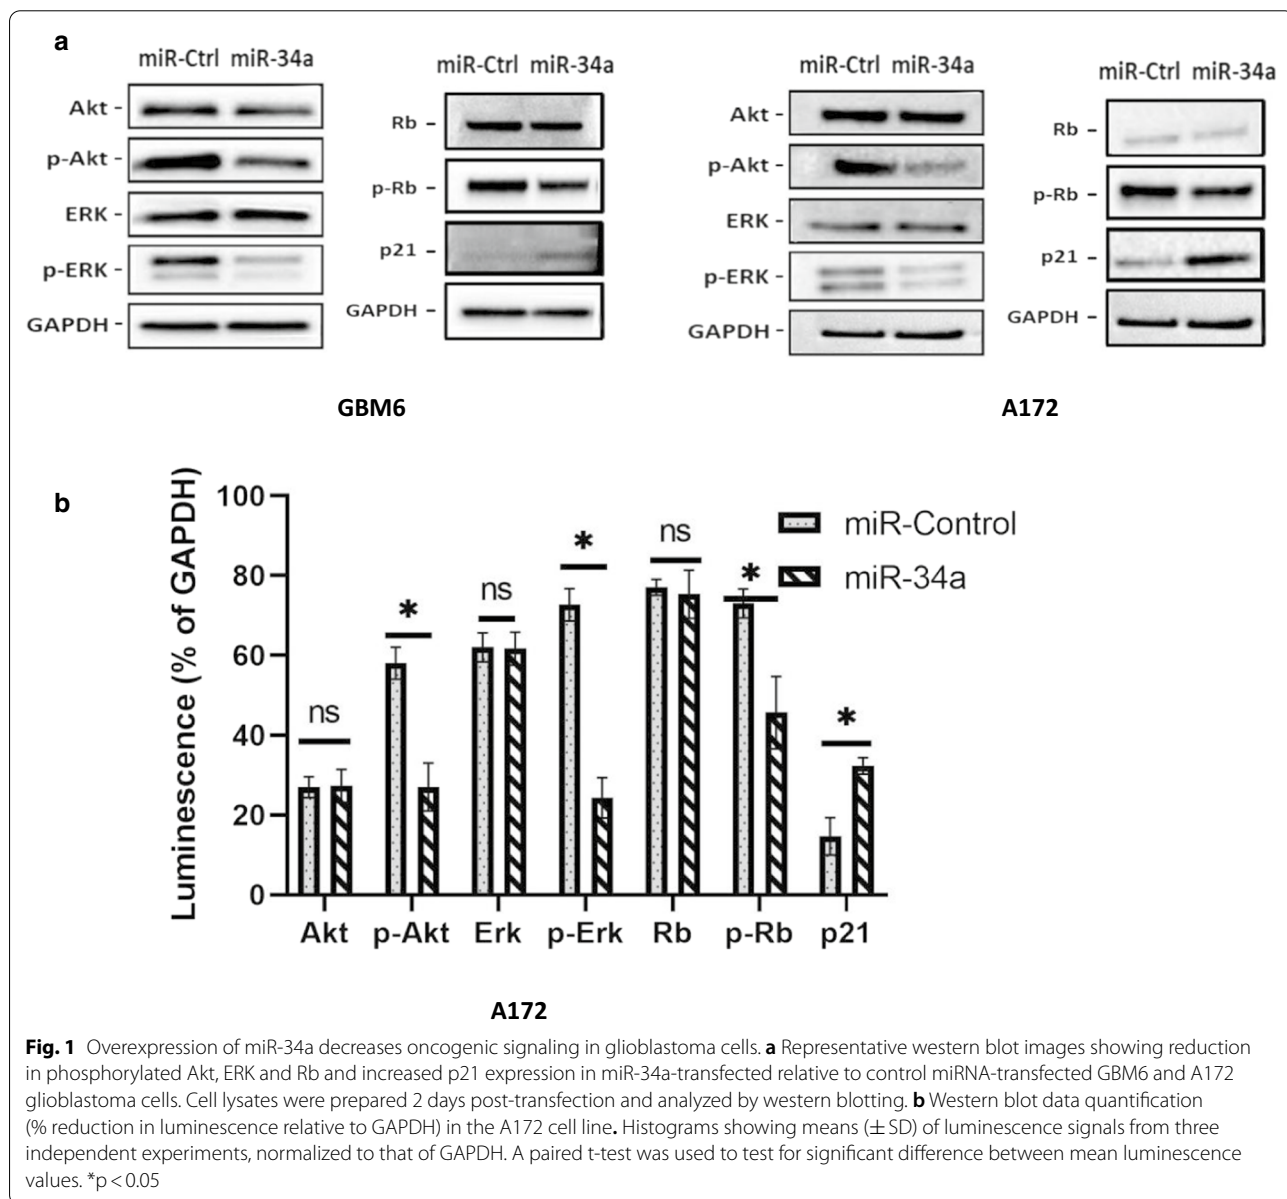 a
miR-Ctrl miR-34a
Akt -
p-Akt -
ERK -
p-ERK -
GAPDH -
miR-Ctrl miR-34a
Rb -
p-Rb -
p21 -
GAPDH -
GBM6
miR-Ctrl miR-34a
Akt -
p-Akt -
ERK -
p-ERK -
GAPDH -
miR-Ctrl miR-34a
Rb -
p-Rb -
p21 -
GAPDH -
A172
b
Luminescence (% of GAPDH)
100
80
60
40
20
0
ns
*
ns
*
ns
*
*
miR-Control
miR-34a
Akt p-Akt Erk p-Erk Rb p-Rb p21
A172
Fig. 1 Overexpression of miR-34a decreases oncogenic signaling in glioblastoma cells. a Representative western blot images showing reduction
in phosphorylated Akt, ERK and Rb and increased p21 expression in miR-34a-transfected relative to control miRNA-transfected GBM6 and A172
glioblastoma cells. Cell lysates were prepared 2 days post-transfection and analyzed by western blotting. b Western blot data quantification
(% reduction in luminescence relative to GAPDH) in the A172 cell line. Histograms showing means (± SD) of luminescence signals from three
independent experiments, normalized to that of GAPDH. A paired t-test was used to test for significant difference between mean luminescence
values. *p < 0.05